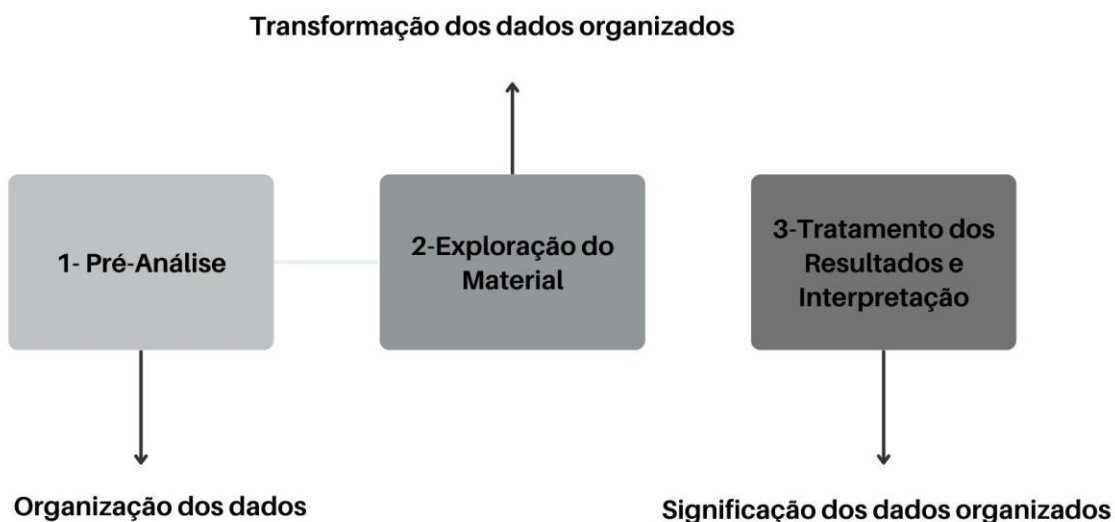 Transformação dos dados organizados
1- Pré-Análise
2-Exploração do
Material
3-Tratamento dos
Resultados e
Interpretação
Organização dos dados
Significação dos dados organizados